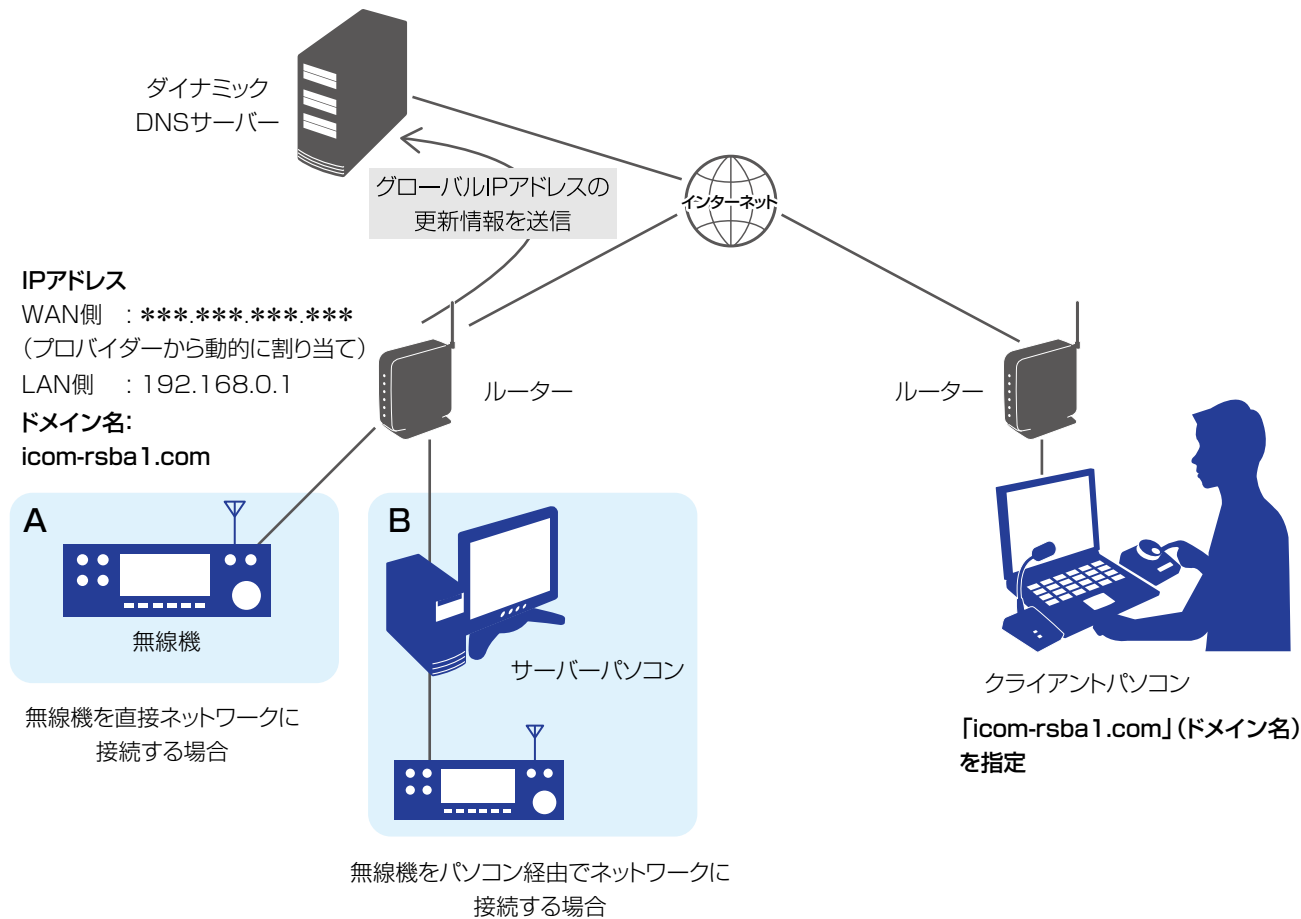 ダイナミック
DNSサーバー
グローバルIPアドレスの
更新情報を送信
インターネット
IPアドレス
WAN側 : ***.***.***.***
（プロバイダーから動的に割り当て）
LAN側 : 192.168.0.1
ドメイン名：
icom-rsba1.com
ルーター
ルーター
A
無線機
無線機を直接ネットワークに
接続する場合
B
サーバーパソコン
無線機をパソコン経由でネットワークに
接続する場合
クライアントパソコン
「icom-rsba1.com」（ドメイン名）
を指定